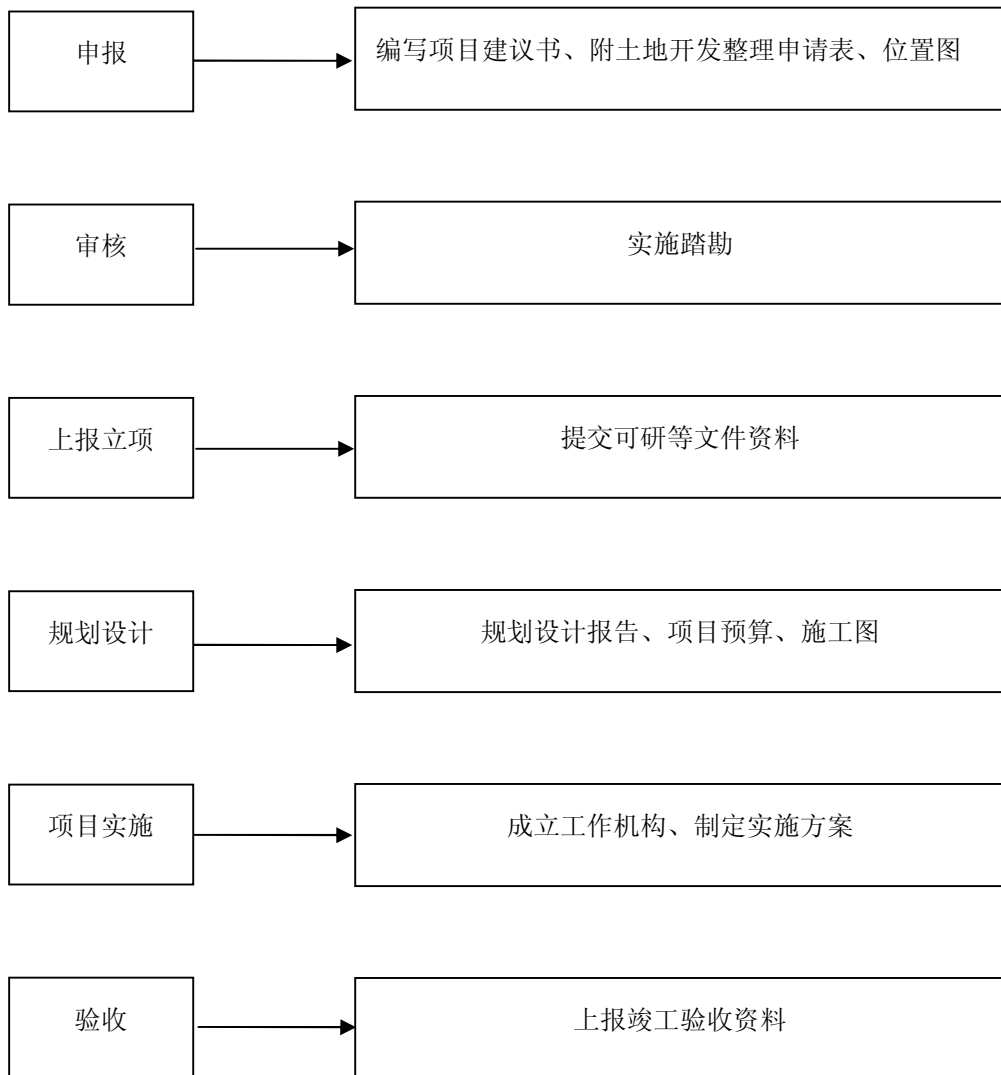 申报
编写项目建议书、附土地开发整理申请表、位置图
审核
实施踏勘
上报立项
提交可研等文件资料
规划设计
规划设计报告、项目预算、施工图
项目实施
成立工作机构、制定实施方案
验收
上报竣工验收资料